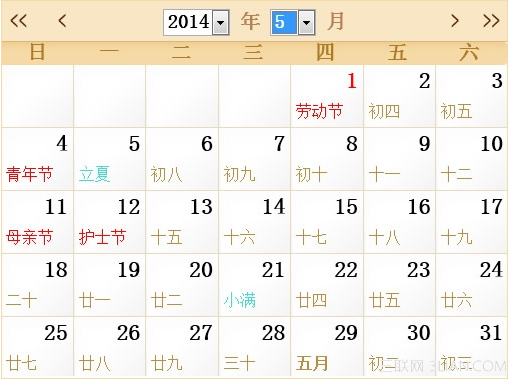 << < 2014 年 5 月 > >>
日 一 二 三 四 五 六
1 2 3
劳动节 初四 初五
4 5 6 7 8 9 10
青年节 立夏 初八 初九 初十 十一 十二
11 12 13 14 15 16 17
母亲节 护士节 十五 十六 十七 十八 十九
18 19 20 21 22 23 24
二十 廿一 廿二 小满 廿四 廿五 廿六
25 26 27 28 29 30 31
廿七 廿八 廿九 三十 五月 初二 初三
三联网 3LIAN.COM